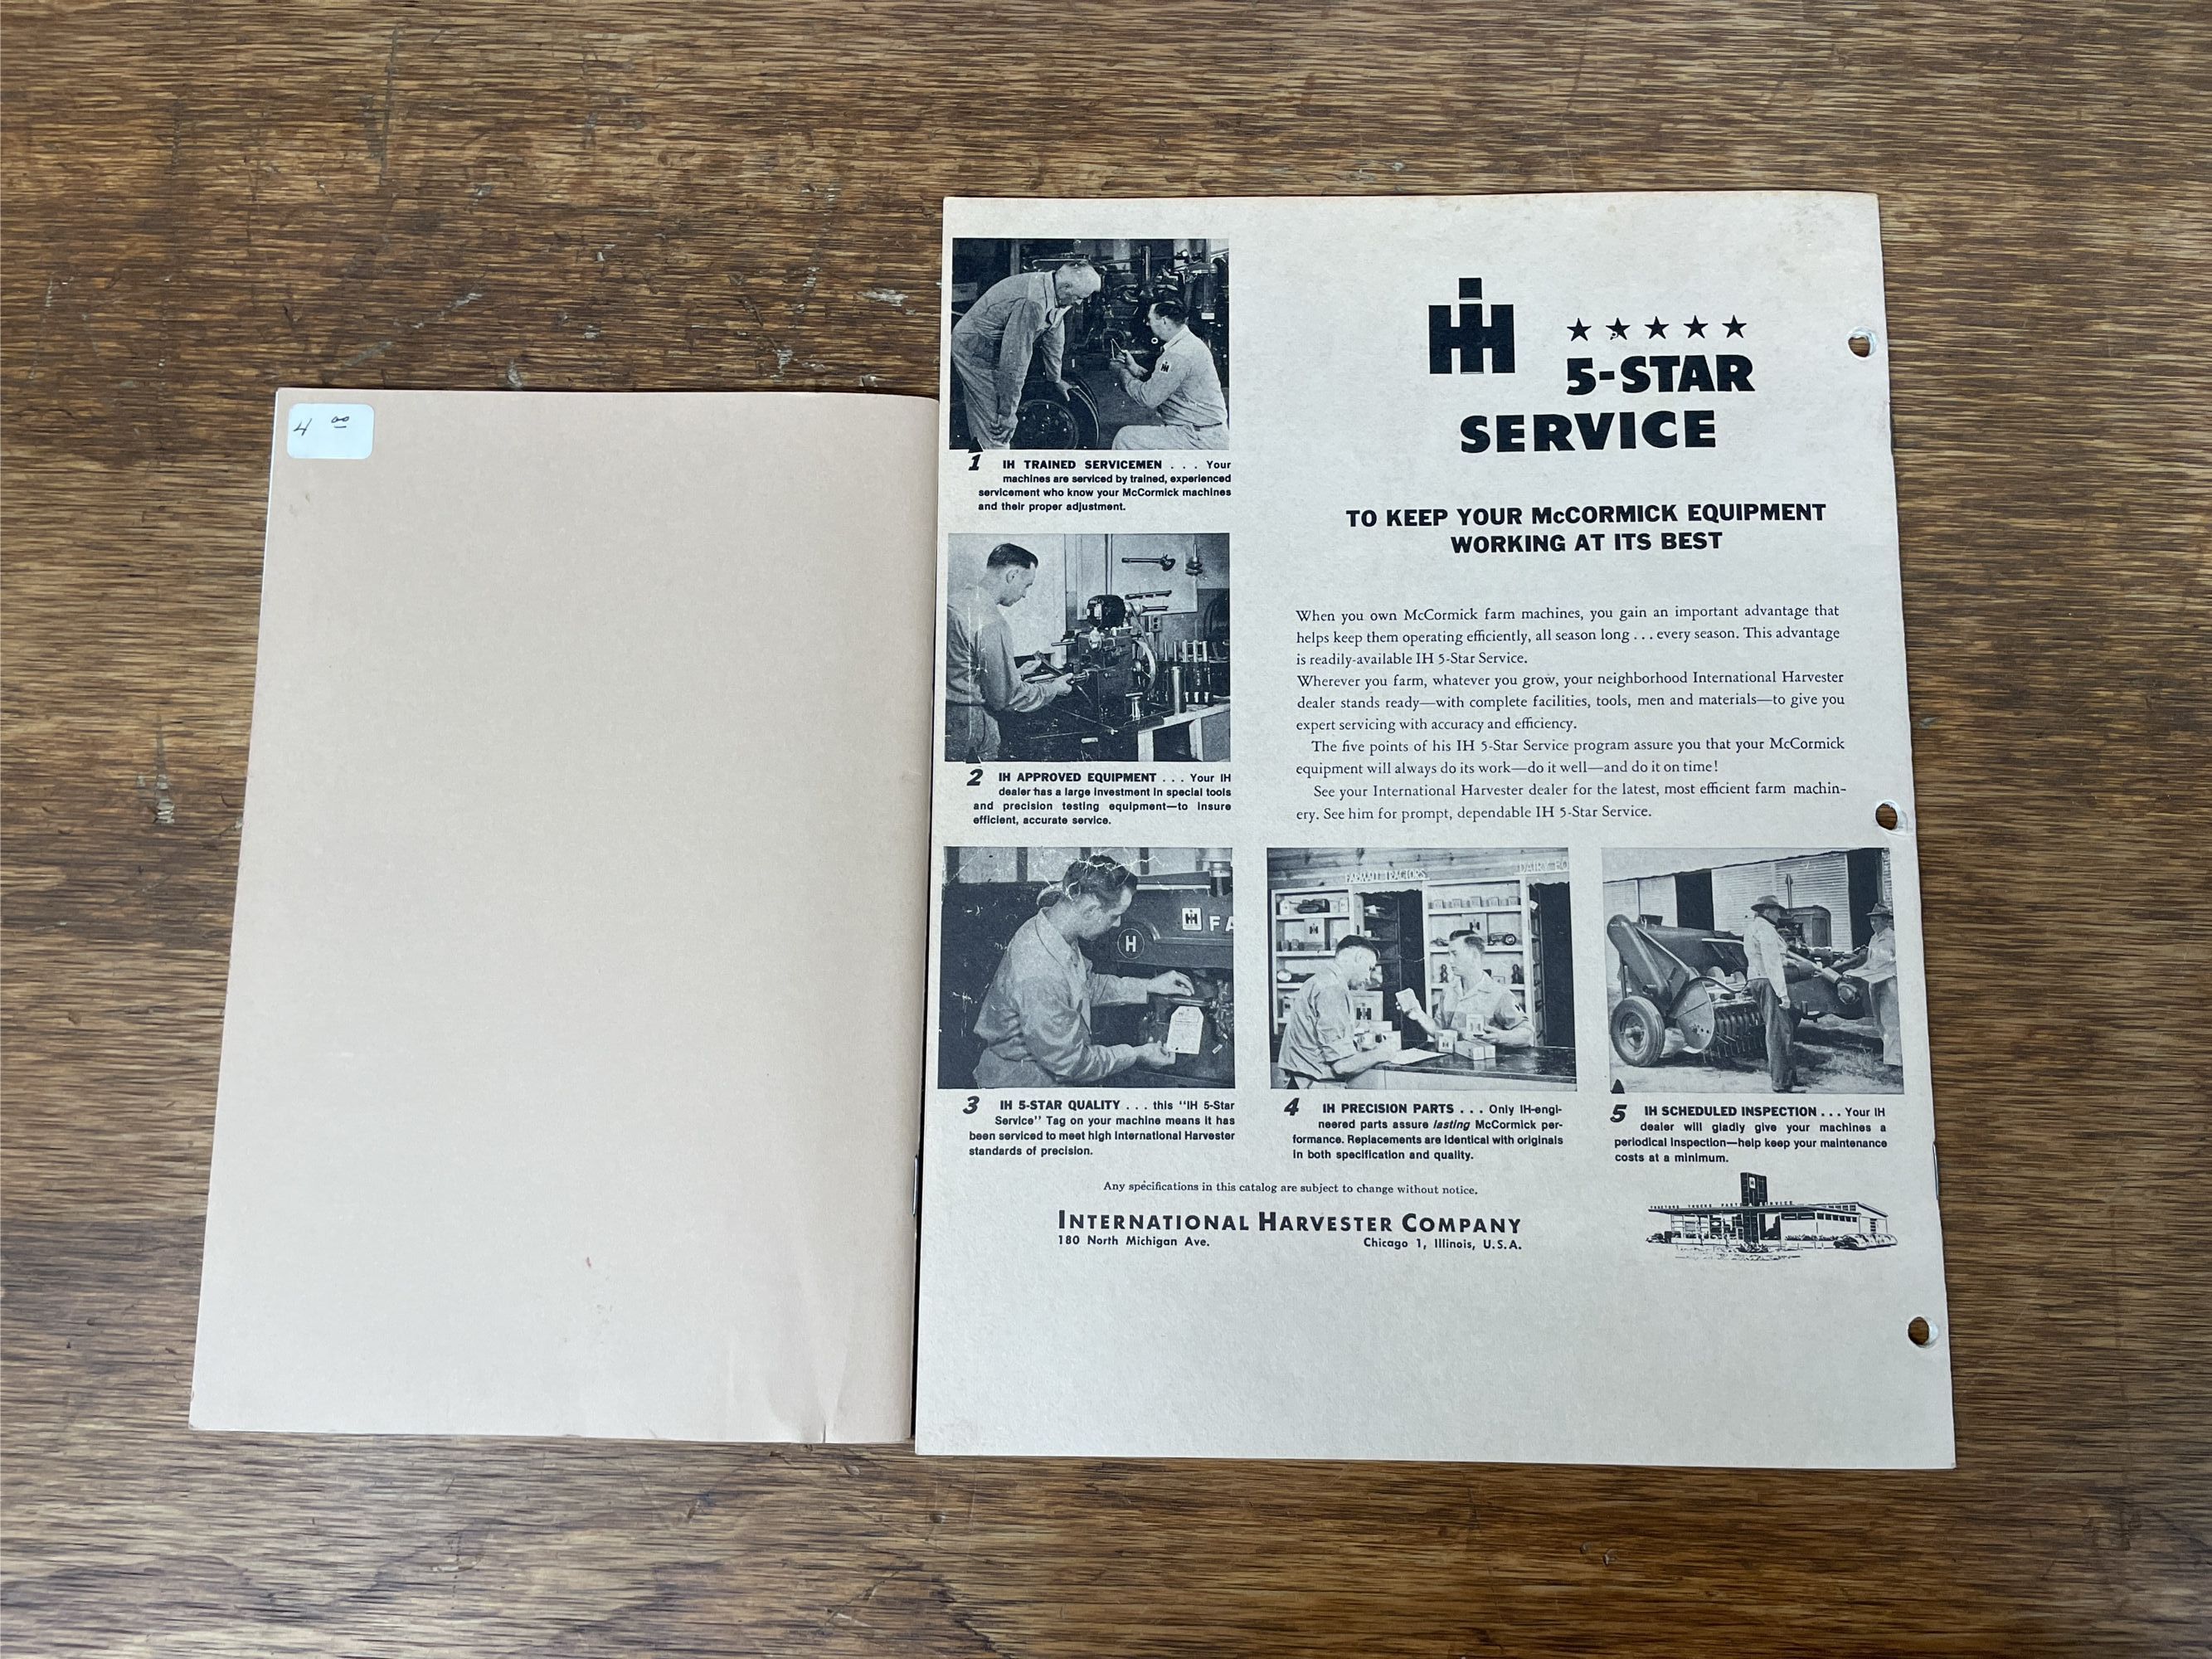 4 00
IH
★★★★★
5-STAR
SERVICE
TO KEEP YOUR McCORMICK EQUIPMENT
WORKING AT ITS BEST
When you own McCormick farm machines, you gain an important advantage that
helps keep them operating efficiently, all season long . . . every season. This advantage
is readily-available IH 5-Star Service.
Wherever you farm, whatever you grow, your neighborhood International Harvester
dealer stands ready—with complete facilities, tools, men and materials—to give you
expert servicing with accuracy and efficiency.
The five points of his IH 5-Star Service program assure you that your McCormick
equipment will always do its work—do it well—and do it on time!
See your International Harvester dealer for the latest, most efficient farm machin-
ery. See him for prompt, dependable IH 5-Star Service.
1 IH TRAINED SERVICEMEN . . . Your
machines are serviced by trained, experienced
servicement who know your McCormick machines
and their proper adjustment.
2 IH APPROVED EQUIPMENT . . . Your IH
dealer has a large investment in special tools
and precision testing equipment—to insure
efficient, accurate service.
H IH FA
3 IH 5-STAR QUALITY . . . this "IH 5-Star
Service" Tag on your machine means it has
been serviced to meet high International Harvester
standards of precision.
FARMALL TRACTORS
DAIRY EQ
4 IH PRECISION PARTS . . . Only IH-engi-
neered parts assure lasting McCormick per-
formance. Replacements are identical with originals
in both specification and quality.
5 IH SCHEDULED INSPECTION . . . Your IH
dealer will gladly give your machines a
periodical inspection—help keep your maintenance
costs at a minimum.
Any specifications in this catalog are subject to change without notice.
INTERNATIONAL HARVESTER COMPANY
180 North Michigan Ave. Chicago 1, Illinois, U.S.A.